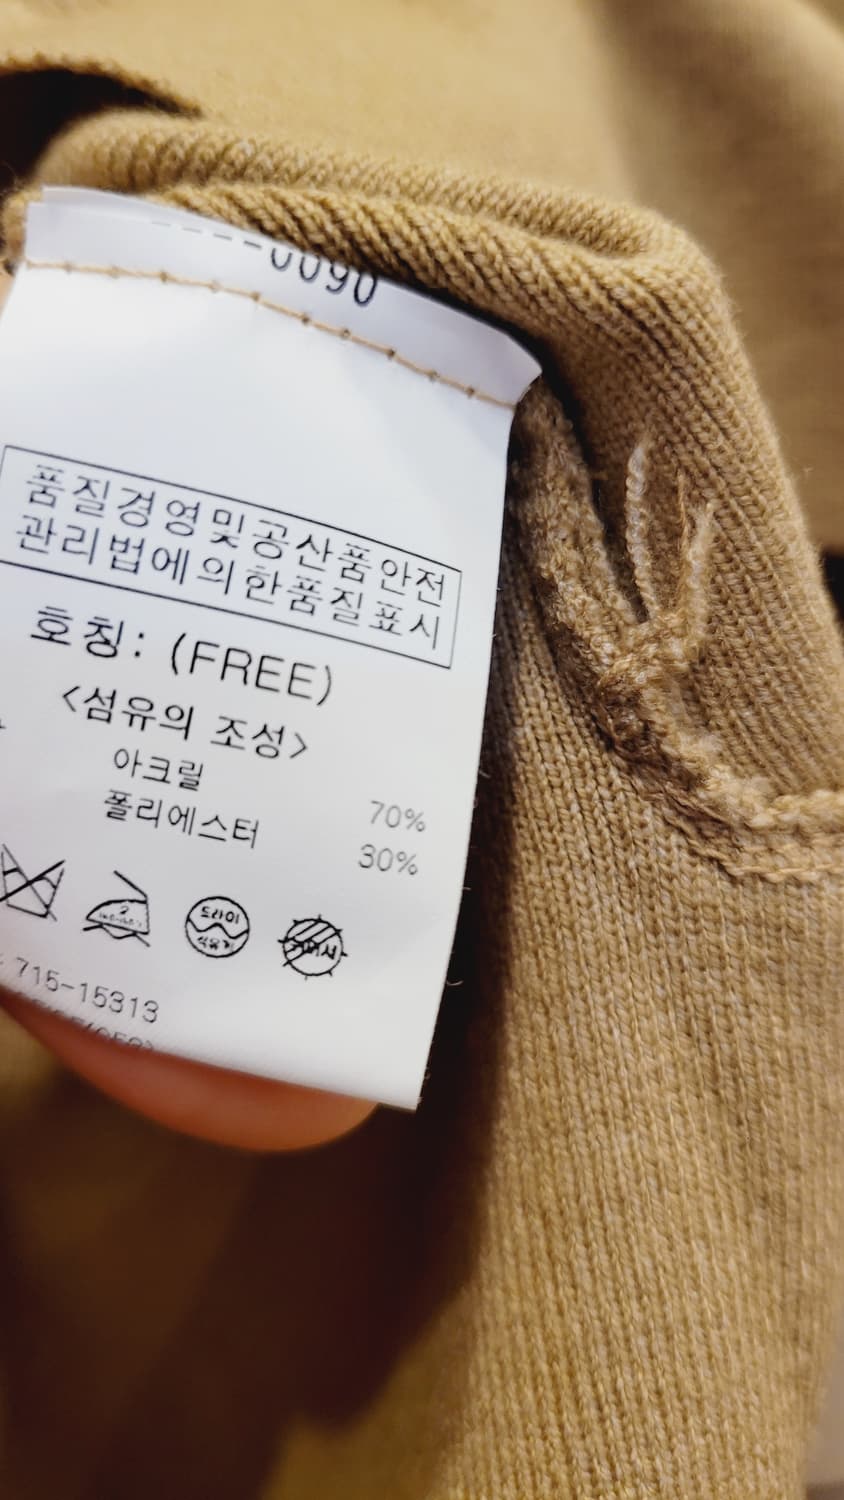 0090
품질경영및공산품안전
관리법에의한품질표시
호칭: (FREE)
<섬유의 조성>
아크릴 70%
폴리에스터 30%
드라이
석유계
715-15313